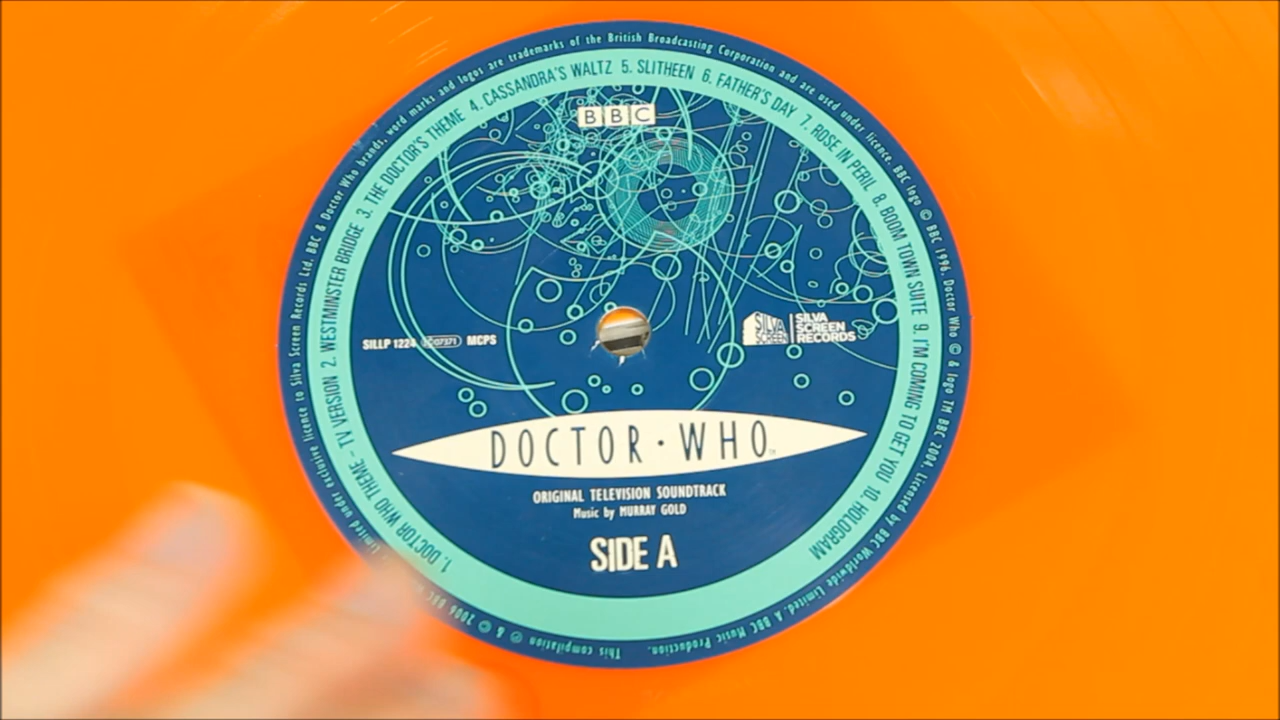 Limited under exclusive licence to Silva Screen Records Ltd. BBC & Doctor Who brands, word marks and logos are trademarks of the British Broadcasting Corporation and are used under licence. BBC logo © BBC 1996. Doctor Who © & logo TM BBC 2004. Licensed by BBC Worldwide Limited. A BBC Music Production.
This compilation ℗ & © 2006 BBC
1. DOCTOR WHO THEME - TV VERSION 2. WESTMINSTER BRIDGE 3. THE DOCTOR'S THEME 4. CASSANDRA'S WALTZ 5. SLITHEEN 6. FATHER'S DAY 7. ROSE IN PERIL 8. BOOM TOWN SUITE 9. I'M COMING TO GET YOU 10. HOLOGRAM
BBC
SILLP 1224 MCPS
SILVA SCREEN
SILVA
SCREEN
RECORDS
DOCTOR·WHO TM
ORIGINAL TELEVISION SOUNDTRACK
Music by MURRAY GOLD
SIDE A